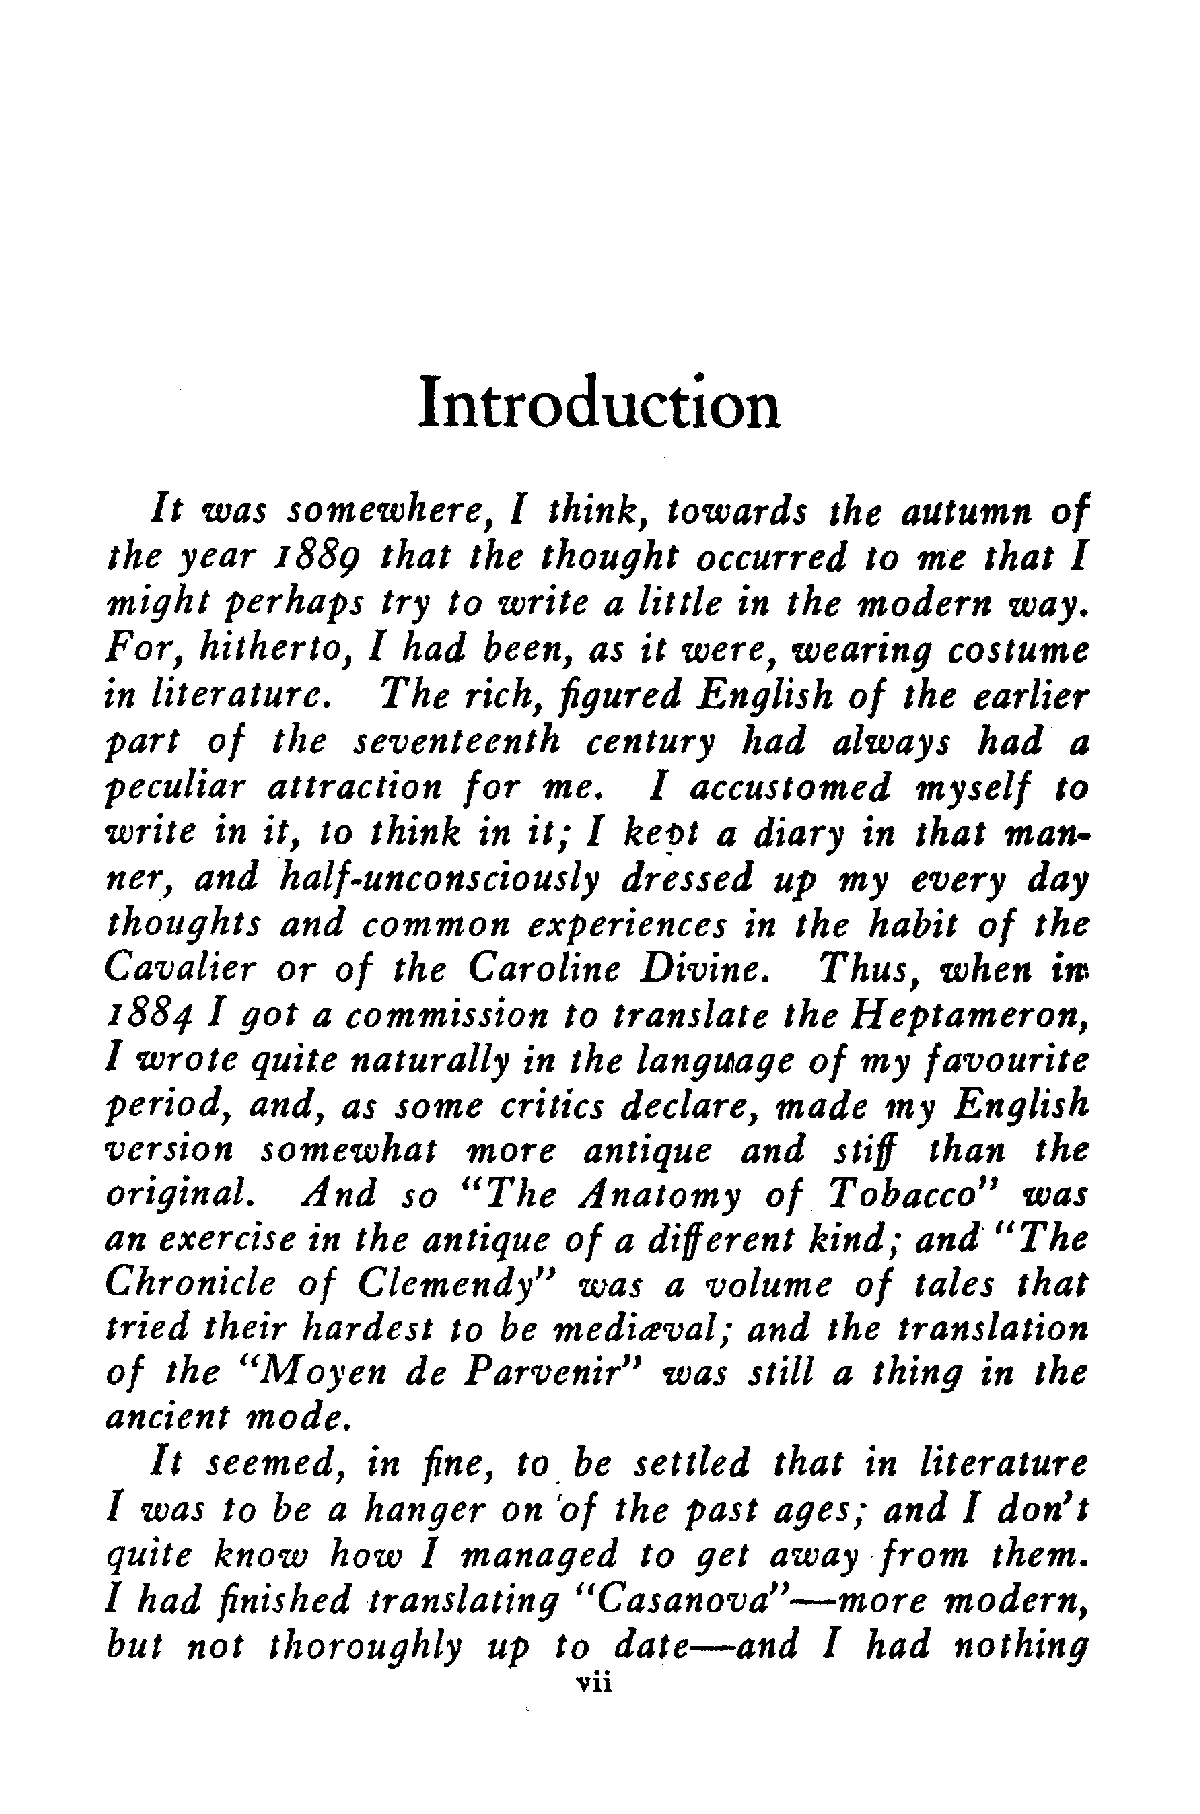 Introduction
It was somewhere, I think, towards the autumn of
the year 1889 that the thought occurred to me that I
might perhaps try to write a little in the modern way.
For, hitherto, I had been, as it were, wearing costume
in literature. The rich, figured English of the earlier
part of the seventeenth century had always had a
peculiar attraction for me. I accustomed myself to
write in it, to think in it; I kept a diary in that man-
ner, and half-unconsciously dressed up my every day
thoughts and common experiences in the habit of the
Cavalier or of the Caroline Divine. Thus, when in
1884 I got a commission to translate the Heptameron,
I wrote quite naturally in the language of my favourite
period, and, as some critics declare, made my English
version somewhat more antique and stiff than the
original. And so "The Anatomy of Tobacco" was
an exercise in the antique of a different kind; and "The
Chronicle of Clemendy" was a volume of tales that
tried their hardest to be mediæval; and the translation
of the "Moyen de Parvenir" was still a thing in the
ancient mode.
It seemed, in fine, to be settled that in literature
I was to be a hanger on of the past ages; and I don't
quite know how I managed to get away from them.
I had finished translating "Casanova"—more modern,
but not thoroughly up to date—and I had nothing
vii